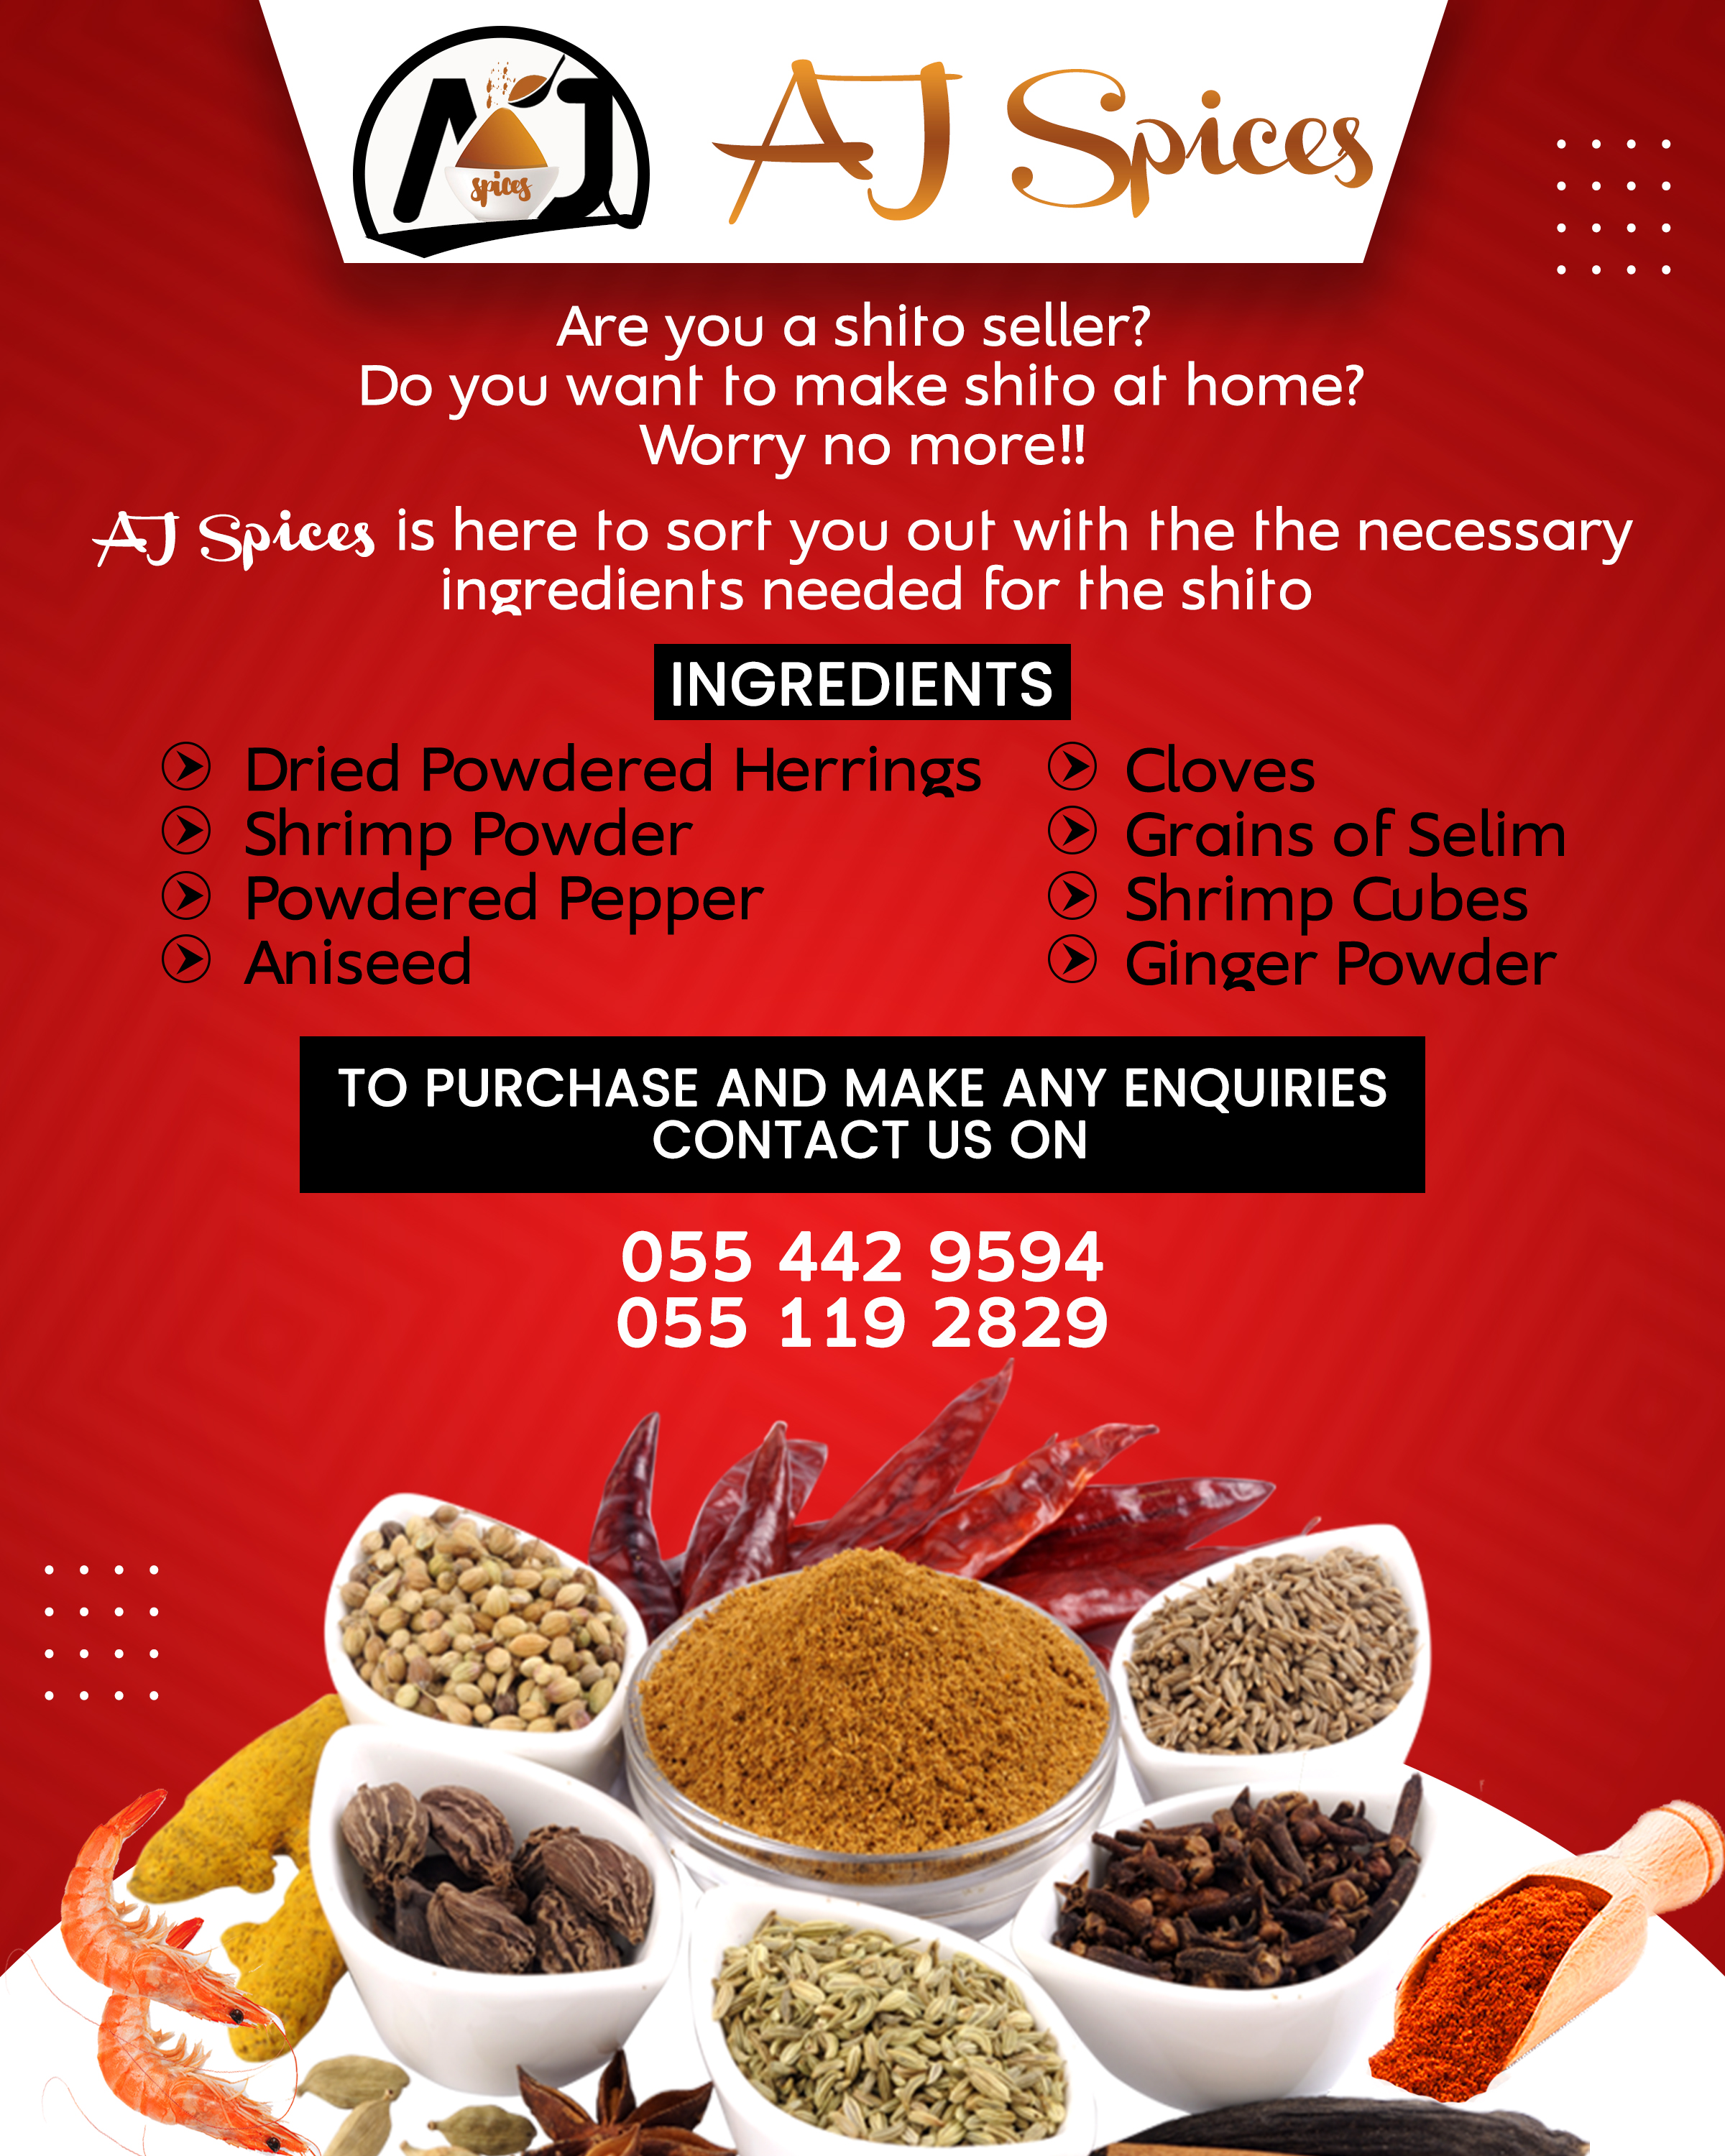 AJ
spices
AJ Spices
Are you a shito seller?
Do you want to make shito at home?
Worry no more!!
AJ Spices is here to sort you out with the the necessary
ingredients needed for the shito
INGREDIENTS
Dried Powdered Herrings
Shrimp Powder
Powdered Pepper
Aniseed
Cloves
Grains of Selim
Shrimp Cubes
Ginger Powder
TO PURCHASE AND MAKE ANY ENQUIRIES
CONTACT US ON
055 442 9594
055 119 2829